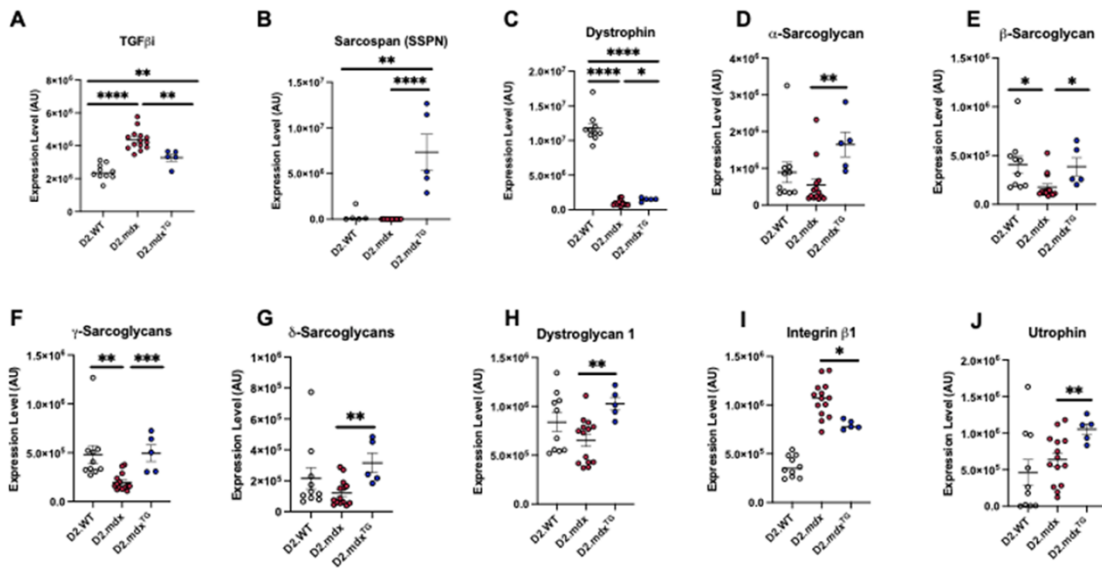 A
TGFβi
**
**** **
Expression Level (AU)
8×10⁶
6×10⁶
4×10⁶
2×10⁶
0
D2.WT
D2.mdx
D2.mdxᵀᴳ
B
Sarcospan (SSPN)
**
****
Expression Level (AU)
1.5×10⁷
1.0×10⁷
5.0×10⁶
0.0
D2.WT
D2.mdx
D2.mdxᵀᴳ
C
Dystrophin
****
**** *
Expression Level (AU)
2.0×10⁷
1.5×10⁷
1.0×10⁷
5.0×10⁶
0.0
D2.WT
D2.mdx
D2.mdxᵀᴳ
D
α-Sarcoglycan
**
Expression Level (AU)
4×10⁶
3×10⁶
2×10⁶
1×10⁶
0
D2.WT
D2.mdx
D2.mdxᵀᴳ
E
β-Sarcoglycan
* *
Expression Level (AU)
1.5×10⁶
1.0×10⁶
5.0×10⁵
0.0
D2.WT
D2.mdx
D2.mdxᵀᴳ
F
γ-Sarcoglycans
** ***
Expression Level (AU)
1.5×10⁶
1.0×10⁶
5.0×10⁵
0.0
D2.WT
D2.mdx
D2.mdxᵀᴳ
G
δ-Sarcoglycans
**
Expression Level (AU)
1×10⁶
8×10⁵
6×10⁵
4×10⁵
2×10⁵
0
D2.WT
D2.mdx
D2.mdxᵀᴳ
H
Dystroglycan 1
**
Expression Level (AU)
1.5×10⁶
1.0×10⁶
5.0×10⁵
0.0
D2.WT
D2.mdx
D2.mdxᵀᴳ
I
Integrin β1
*
Expression Level (AU)
1.5×10⁶
1.0×10⁶
5.0×10⁵
0.0
D2.WT
D2.mdx
D2.mdxᵀᴳ
J
Utrophin
**
Expression Level (AU)
2.0×10⁶
1.5×10⁶
1.0×10⁶
5.0×10⁵
0.0
D2.WT
D2.mdx
D2.mdxᵀᴳ